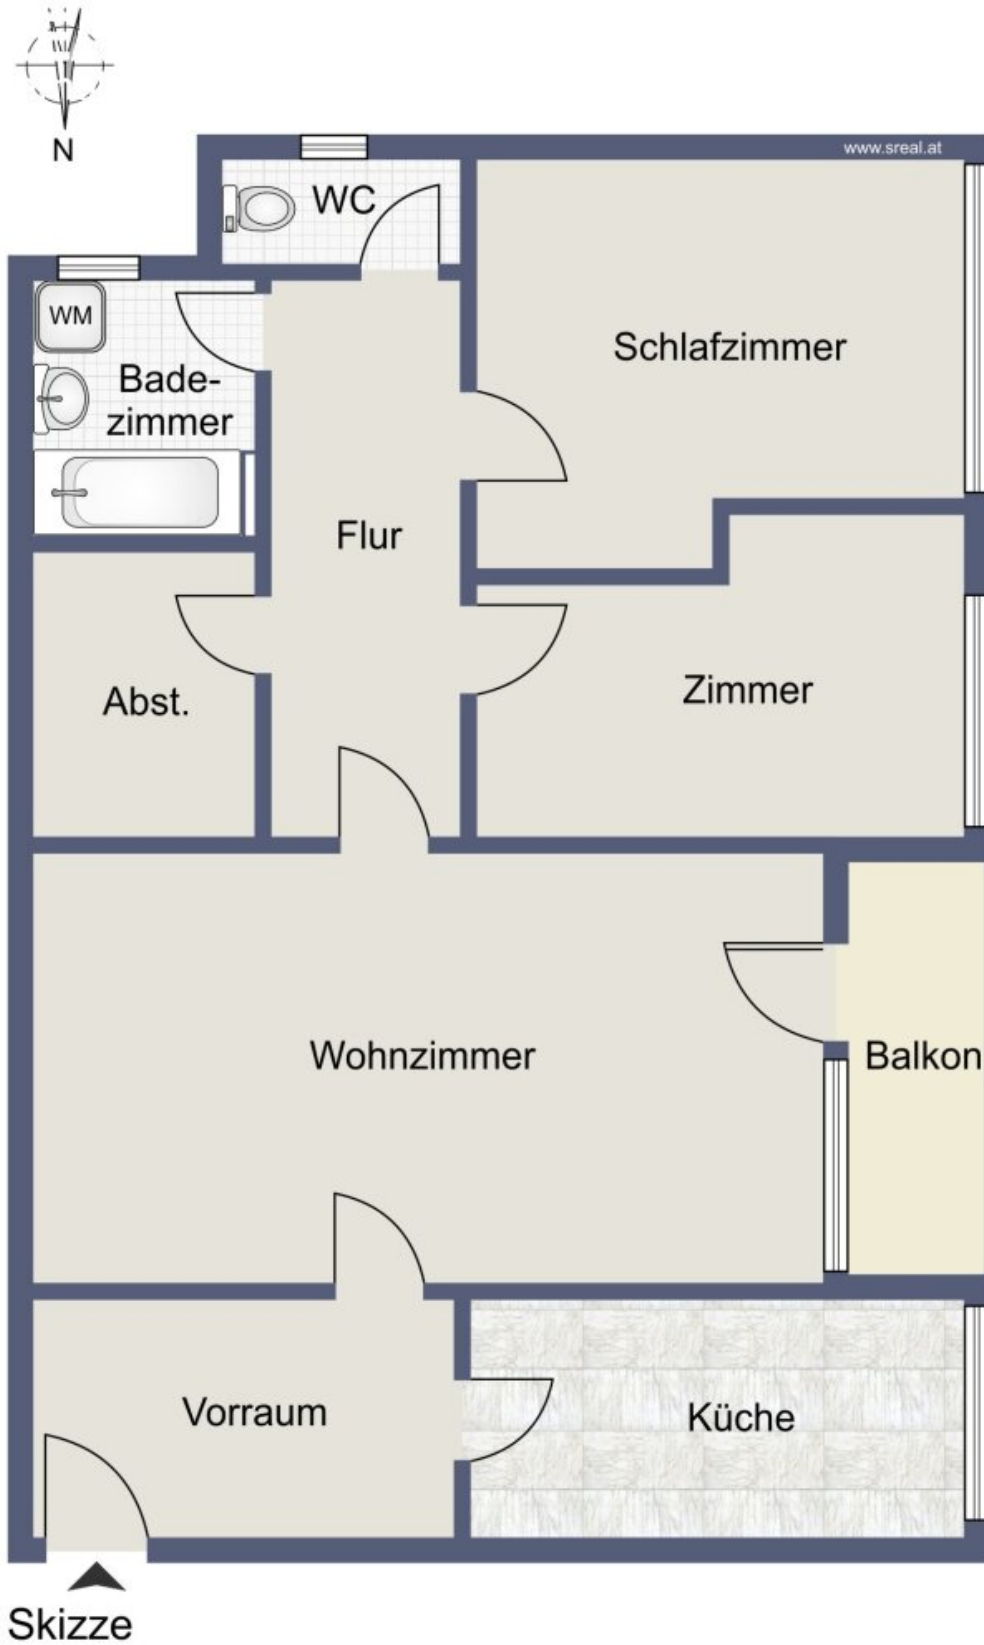 N
www.sreal.at
WC
WM
Bade-
zimmer
Schlafzimmer
Flur
Abst.
Zimmer
Wohnzimmer
Balkon
Vorraum
Küche
Skizze